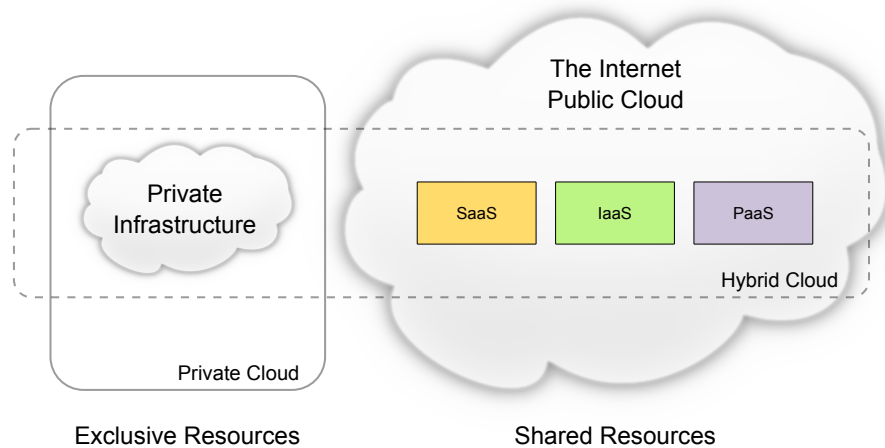 The Internet
Public Cloud
Private
Infrastructure
SaaS
IaaS
PaaS
Hybrid Cloud
Private Cloud
Exclusive Resources
Shared Resources